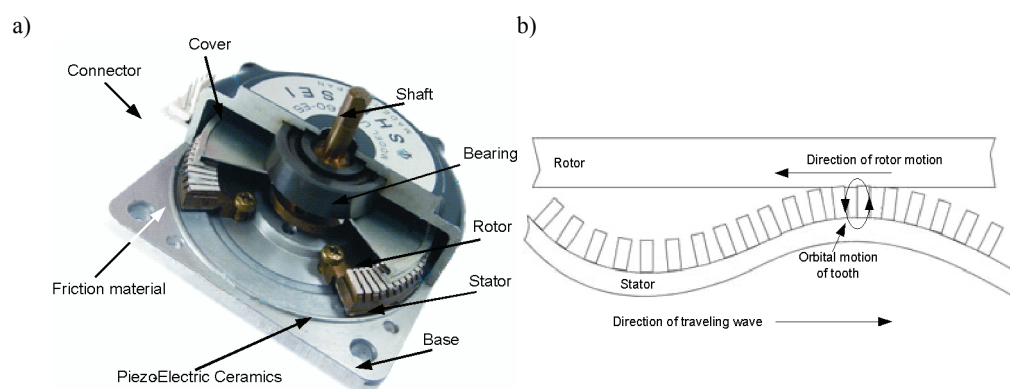 a)
Cover
Connector
Shaft
Bearing
Rotor
Friction material
Stator
Base
PiezoElectric Ceramics
b)
Rotor
Direction of rotor motion
Orbital motion
of tooth
Stator
Direction of traveling wave